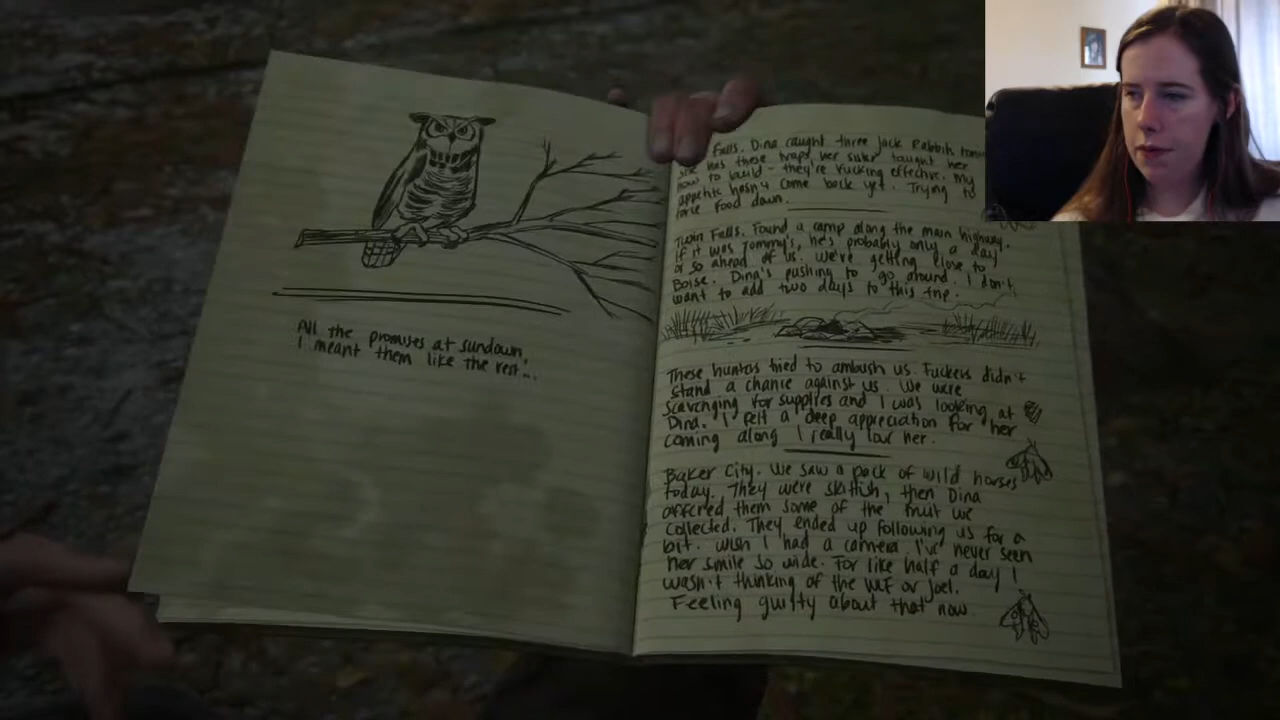 All the promises at sundown,
I meant them like the rest...
Falls. Dina caught three jack Rabbits
she has these traps her sister taught her
how to build - they're fucking effective. My
appetite hasn't come back yet. Trying to
force food down.
Twin Falls. Found a camp along the main highway.
If it was Tommy's, he's probably only a day
or so ahead of us. We're getting close to
Boise. Dina's pushing to go around. I don't
want to add two days to this trip.
These hunters tried to ambush us. Fuckers didn't
stand a chance against us. We were
scavenging for supplies and I was looking at
Dina. I felt a deep appreciation for her
coming along I really love her.
Baker City. We saw a pack of wild horses
today. They were skittish, then Dina
offered them some of the fruit we
collected. They ended up following us for a
bit. Wish I had a camera I've never seen
her smile so wide. For like half a day I
wasn't thinking of the WLF or Joel.
Feeling guilty about that now